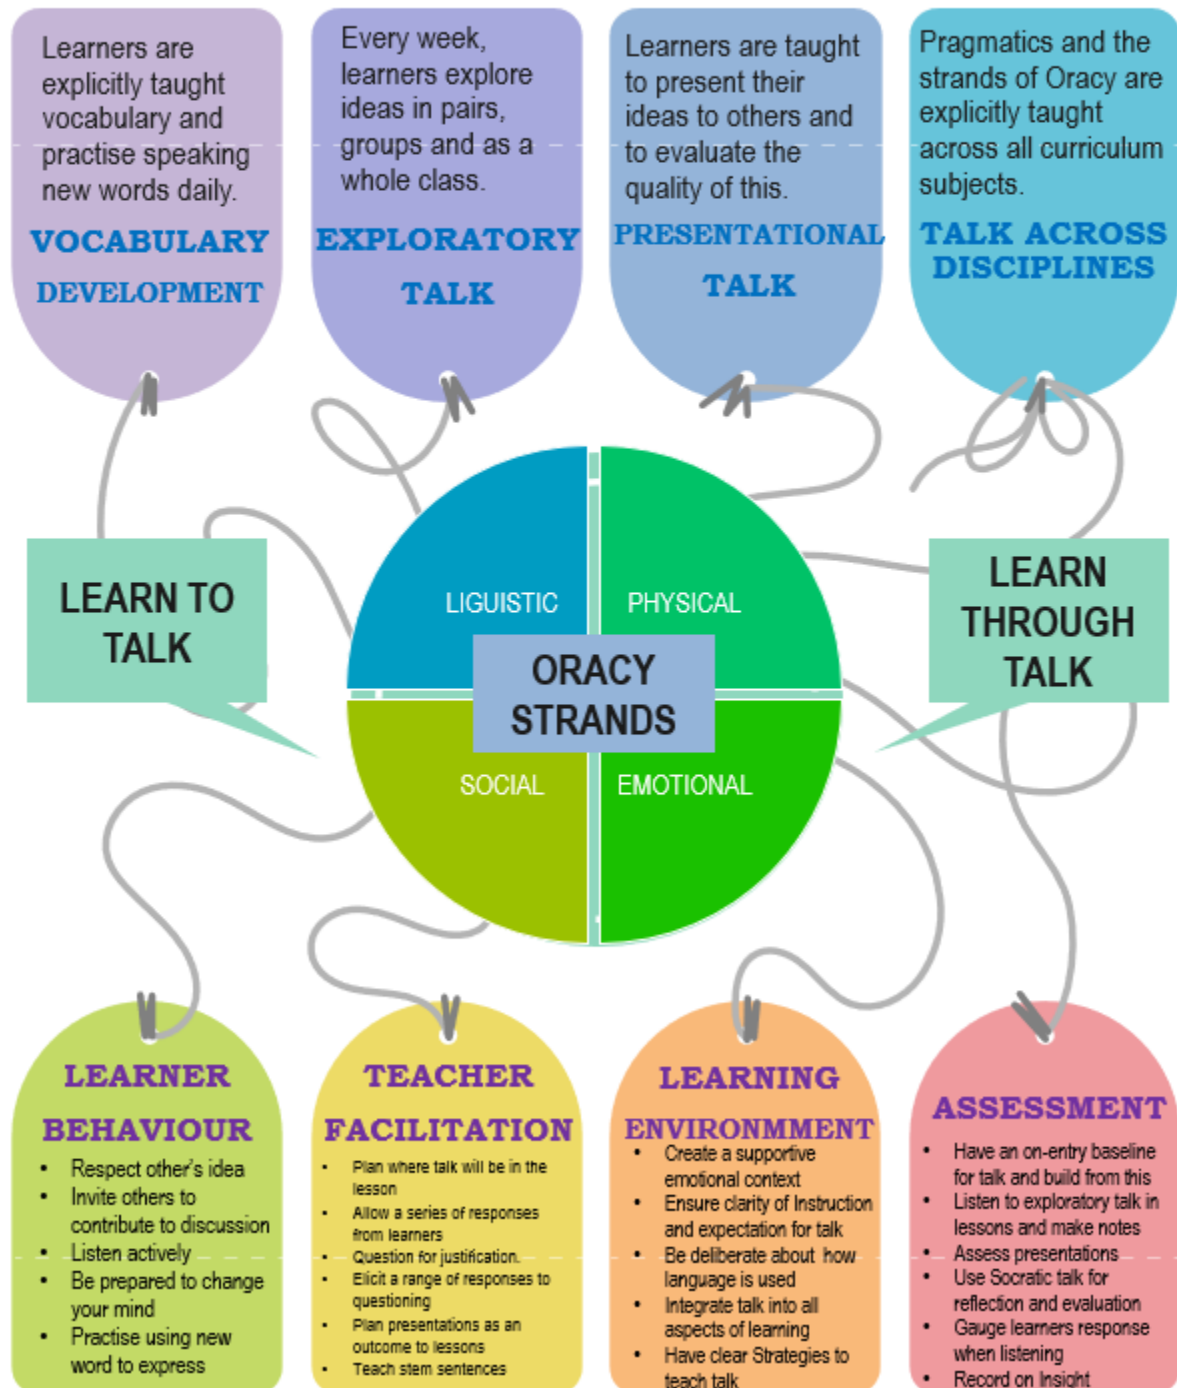 Learners are
explicitly taught
vocabulary and
practise speaking
new words daily.
VOCABULARY
DEVELOPMENT
Every week,
learners explore
ideas in pairs,
groups and as a
whole class.
EXPLORATORY
TALK
Learners are taught
to present their
ideas to others and
to evaluate the
quality of this.
PRESENTATIONAL
TALK
Pragmatics and the
strands of Oracy are
explicitly taught
across all curriculum
subjects.
TALK ACROSS
DISCIPLINES
LEARN TO
TALK
LIGUISTIC
PHYSICAL
ORACY
STRANDS
SOCIAL
EMOTIONAL
LEARN
THROUGH
TALK
LEARNER
BEHAVIOUR
• Respect other's idea
• Invite others to
contribute to discussion
• Listen actively
• Be prepared to change
your mind
• Practise using new
word to express
TEACHER
FACILITATION
• Plan where talk will be in the
lesson
• Allow a series of responses
from learners
• Question for justification.
• Elicit a range of responses to
questioning
• Plan presentations as an
outcome to lessons
• Teach stem sentences
LEARNING
ENVIRONMMENT
• Create a supportive
emotional context
• Ensure clarity of Instruction
and expectation for talk
• Be deliberate about how
language is used
• Integrate talk into all
aspects of learning
• Have clear Strategies to
teach talk
ASSESSMENT
• Have an on-entry baseline
for talk and build from this
• Listen to exploratory talk in
lessons and make notes
• Assess presentations
• Use Socratic talk for
reflection and evaluation
• Gauge learners response
when listening
• Record on Insight